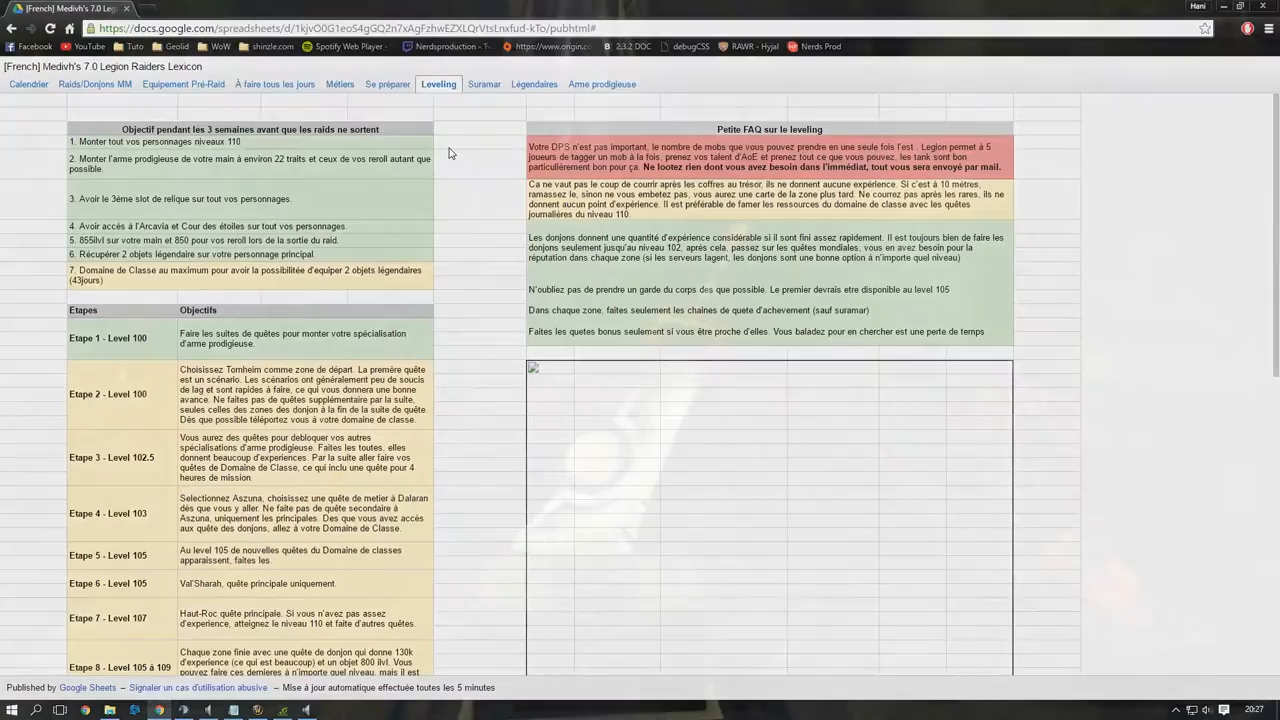 [French] Medivh's 7.0 Leg
Hani
https://docs.google.com/spreadsheets/d/1kjvO0G1eoS4gGQ2n7xAgFzhwEZXLQrVtsLnxfud-kTo/pubhtml#
Facebook YouTube Tuto Geolid WoW shinzle.com Spotify Web Player - Nerdsproduction - Tw https://www.origin.co 2.3.2 DOC debugCSS RAWR - Hyjal Nerds Prod
[French] Medivh's 7.0 Legion Raiders Lexicon
Calendrier Raids/Donjons MM Equipement Pré-Raid À faire tous les jours Métiers Se préparer Leveling Suramar Légendaires Arme prodigieuse
Objectif pendant les 3 semaines avant que les raids ne sortent
1. Monter tout vos personnages niveaux 110
2. Monter l'arme prodigieuse de votre main à environ 22 traits et ceux de vos reroll autant que
possible.
3. Avoir le 3ème slot de relique sur tout vos personnages.
4. Avoir accès à l'Arcavia et Cour des étoiles sur tout vos personnages.
5. 855ilvl sur votre main et 850 pour vos reroll lors de la sortie du raid.
6. Récupérer 2 objets légendaire sur votre personnage principal.
7. Domaine de Classe au maximum pour avoir la possibilitée d'equiper 2 objets légendaires
(43jours)
Etapes Objectifs
Etape 1 - Level 100
Faire les suites de quêtes pour monter votre spécialisation
d'arme prodigieuse.
Etape 2 - Level 100
Choisissez Tornheim comme zone de départ. La premère quête
est un scénario. Les scénarios ont généralement peu de soucis
de lag et sont rapides à faire, ce qui vous donnera une bonne
avance. Ne faites pas de quêtes supplémentaire par la suite,
seules celles des zones des donjon à la fin de la suite de quête.
Dès que possible téléportez vous à votre domaine de classe.
Etape 3 - Level 102.5
Vous aurez des quêtes pour debloquer vos autres
spécialisations d'arme prodigieuse. Faites les toutes, elles
donnent beaucoup d'experiences. Par la suite aller faire vos
quêtes de Domaine de Classe, ce qui inclu une quête pour 4
heures de mission.
Etape 4 - Level 103
Selectionnez Aszuna, choisissez une quête de metier à Dalaran
dès que vous y aller. Ne faite pas de quête secondaire à
Aszuna, uniquement les principales. Des que vous avez accès
aux quête des donjons, allez à votre Domaine de Classe.
Etape 5 - Level 105
Au level 105 de nouvelles quêtes du Domaine de classes
apparaissent, faites les.
Etape 6 - Level 105
Val'Sharah, quête principale uniquement.
Etape 7 - Level 107
Haut-Roc quête principale. Si vous n'avez pas assez
d'experience, atteignez le niveau 110 et faite d'autres quêtes.
Etape 8 - Level 105 à 109
Chaque zone finie avec une quête de donjon qui donne 130k
d'experience (ce qui est beaucoup) et un objet 800 ilvl. Vous
pouvez faire ces dernières à n'importe quel niveau, mais il est
Petite FAQ sur le leveling
Votre DPS n'est pas important, le nombre de mobs que vous pouvez prendre en une seule fois l'est . Legion permet à 5
joueurs de tagger un mob à la fois, prenez vos talent d'AoE et prenez tout ce que vous pouvez, les tank sont bon
particulièrement bon pour ça. Ne lootez rien dont vous avez besoin dans l'immédiat, tout vous sera envoyé par mail.
Ca ne vaut pas le coup de courrir après les coffres au trésor, ils ne donnent aucune expérience. Si c'est à 10 mètres,
ramassez le, sinon ne vous embetez pas, vous aurez une carte de la zone plus tard. Ne courrez pas après les rares, ils ne
donnent aucun point d'expérience. Il est préférable de famer les ressources du domaine de classe avec les quêtes
journalières du niveau 110.
Les donjons donnent une quantité d'expérience considérable si il sont fini assez rapidement. Il est toujours bien de faire les
donjons seulement jusqu'au niveau 102, après cela, passez sur les quêtes mondiales, vous en avez besoin pour la
réputation dans chaque zone (si les serveurs lagent, les donjons sont une bonne option à n'importe quel niveau)
N'oubliez pas de prendre un garde du corps des que possible. Le premier devrais etre disponible au level 105
Dans chaque zone, faites seulement les chaines de quete d'achevement (sauf suramar)
Faites les quetes bonus seulement si vous être proche d'elles. Vous baladez pour en chercher est une perte de temps
Published by Google Sheets – Signaler un cas d'utilisation abusive – Mise à jour automatique effectuée toutes les 5 minutes
20:27